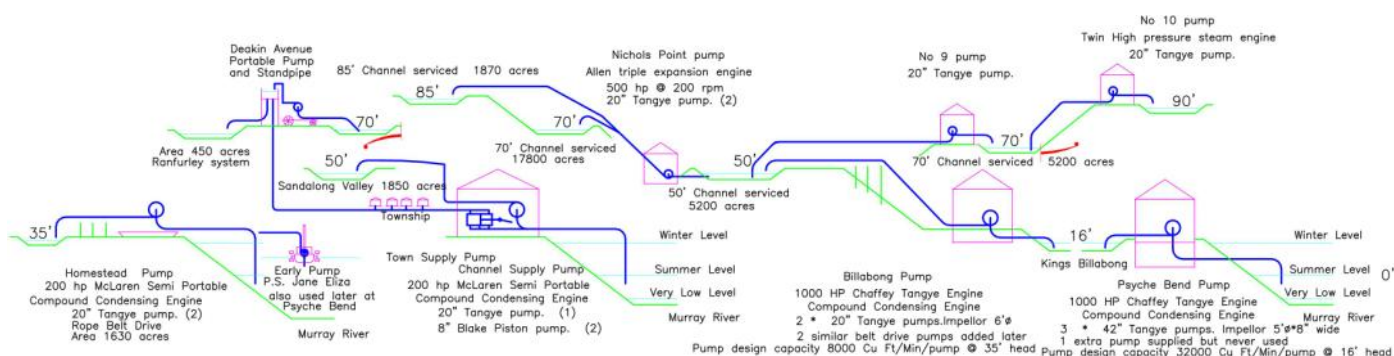 No 10 pump
Twin High pressure steam engine
20" Tangye pump.
Deakin Avenue
Portable Pump
and Standpipe
Nichols Point pump
Allen triple expansion engine
500 hp @ 200 rpm
20" Tangye pump. (2)
No 9 pump
20" Tangye pump.
85' Channel serviced 1870 acres
85'
90'
70'
70'
70'
Area 450 acres
Ranfurley system
70' Channel serviced
17800 acres
70' Channel serviced 5200 acres
50'
50'
Sandalong Valley 1850 acres
50' Channel serviced
5200 acres
Township
35'
16'
Winter Level
Winter Level
Kings Billabong
Town Supply Pump
Homestead Pump
200 hp McLaren Semi Portable
Compound Condensing Engine
20" Tangye pump. (2)
Rope Belt Drive
Area 1630 acres
Early Pump
P.S. Jane Eliza
also used later at
Psyche Bend
Murray River
Channel Supply Pump
200 hp McLaren Semi Portable
Compound Condensing Engine
20" Tangye pump. (1)
8" Blake Piston pump. (2)
Summer Level
Very Low Level
Murray River
Billabong Pump
1000 HP Chaffey Tangye Engine
Compound Condensing Engine
2 * 20" Tangye pumps.Impellor 6'ø
2 similar belt drive pumps added later
Pump design capacity 8000 Cu Ft/Min/pump @ 35' head
Psyche Bend Pump
1000 HP Chaffey Tangye Engine
Compound Condensing Engine
3 * 42" Tangye pumps. Impellor 5'ø*8" wide
1 extra pump supplied but never used
Pump design capacity 32000 Cu Ft/Min/pump @ 16' head
Summer Level
0'
Very Low Level
Murray River